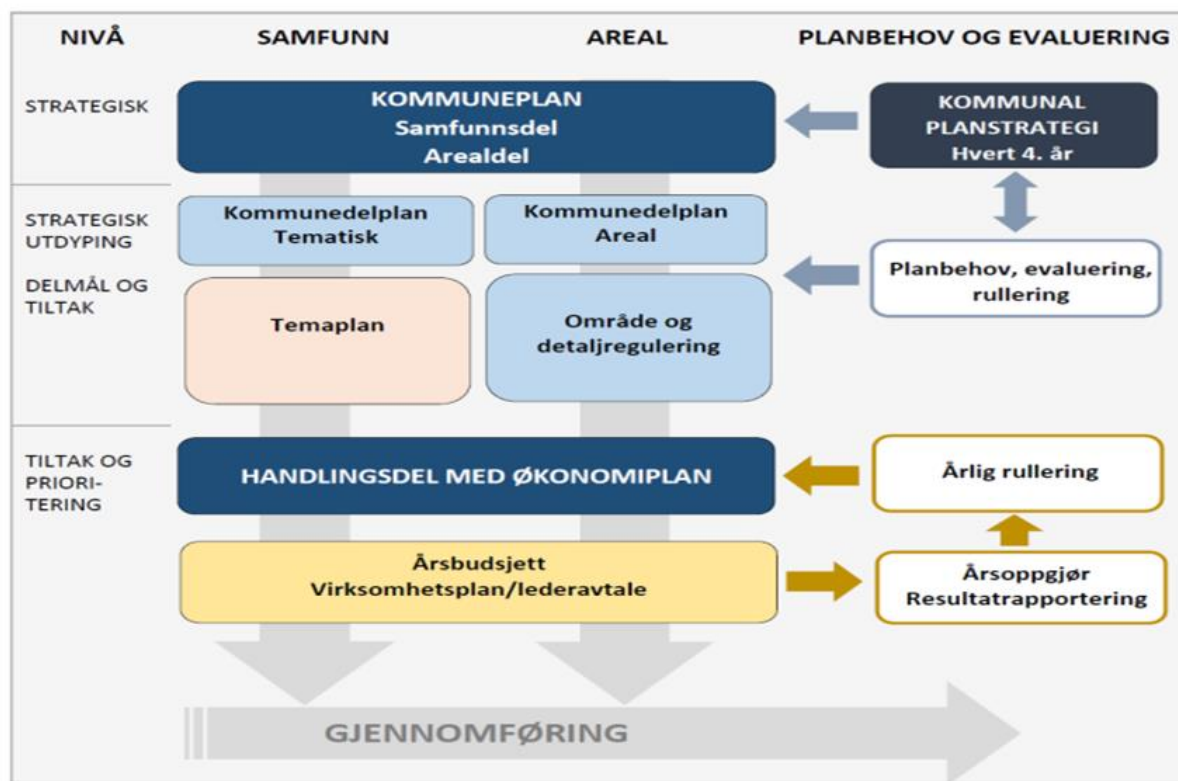 NIVÅ
SAMFUNN
AREAL
PLANBEHOV OG EVALUERING
STRATEGISK
KOMMUNEPLAN
Samfunnsdel
Arealdel
KOMMUNAL
PLANSTRATEGI
Hvert 4. år
STRATEGISK
UTDYPING
Kommunedelplan
Tematisk
Kommunedelplan
Areal
Planbehov, evaluering,
rullering
DELMÅL OG
TILTAK
Temaplan
Område og
detaljregulering
TILTAK OG
PRIORI-
TERING
HANDLINGSDEL MED ØKONOMIPLAN
Årlig rullering
Årsbudsjett
Virksomhetsplan/lederavtale
Årsoppgjør
Resultatrapportering
GJENNOMFØRING